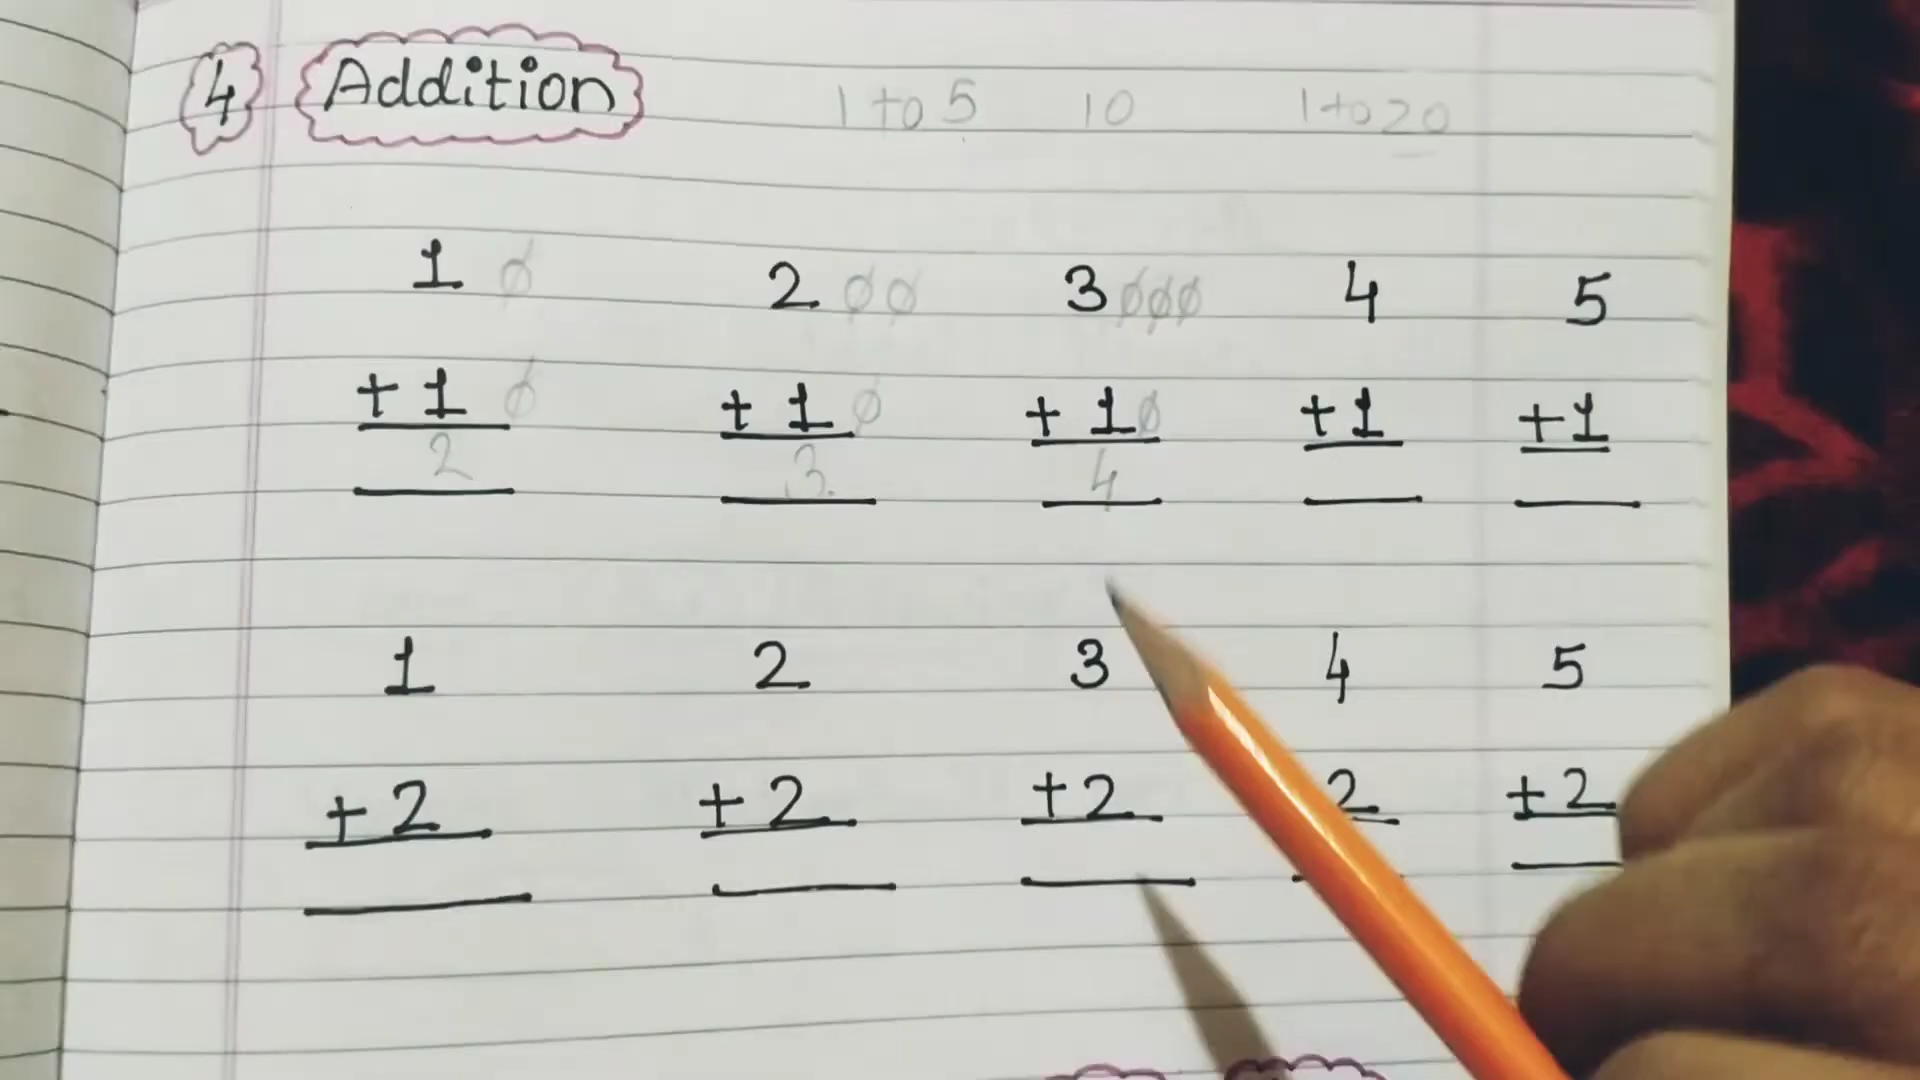 4 Addition 1 to 5 10 1 to 20
1 2 3 4 5
+1 +1 +1 +1 +1
2 3 4
1 2 3 4 5
+2 +2 +2 2 +2